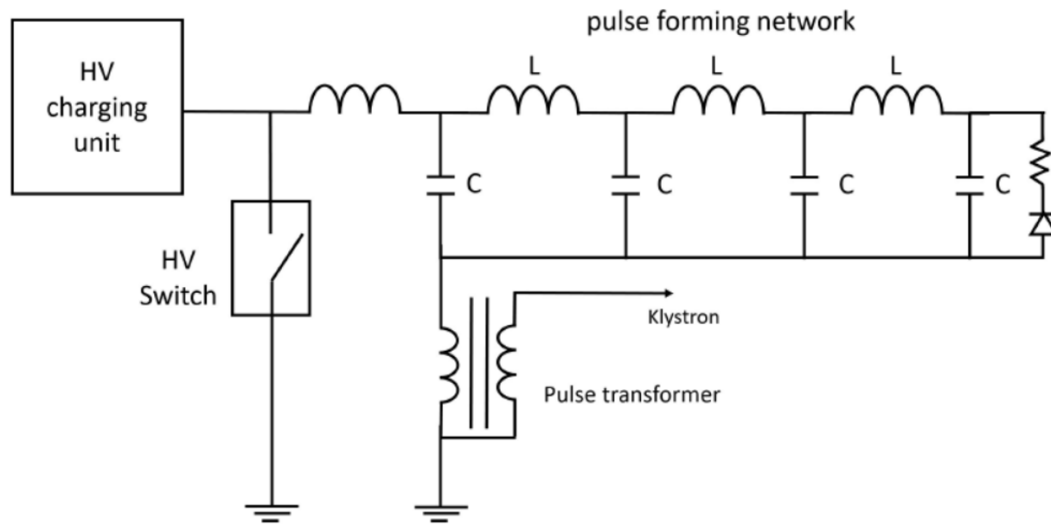 pulse forming network
HV
charging
unit
L
L
L
C
C
C
C
HV
Switch
Klystron
Pulse transformer